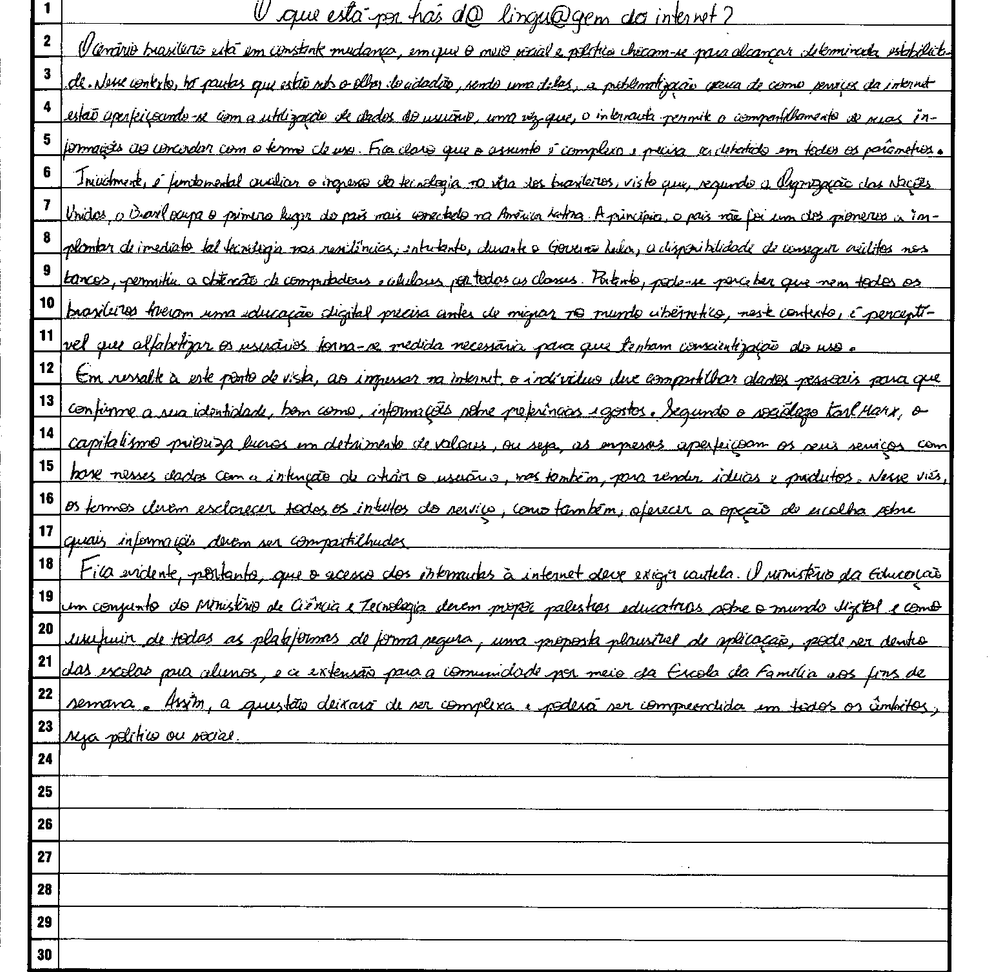 1 O que está por trás d@ lingu@gem do internet?
2 O cenário brasileiro está em constante mudança, em que o meio social e político chocam-se para alcançar determinada estabilida-
3 de. Nesse contexto, há pautas que estão sob o olhar do cidadão, sendo uma delas, a problematização acerca de como serviços da internet
4 estão aperfeiçoando-se com a utilização de dados do usuário, uma vez que, o internauta permite o compartilhamento de suas in-
5 formações ao concordar com o termo de uso. Fica claro que o assunto é complexo e precisa ser debatido em todos os parâmetros.
6 Inicialmente, é fundamental auxiliar o ingresso da tecnologia na vida dos brasileiros, visto que, segundo a Organização das Nações
7 Unidas, o Brasil ocupa o primeiro lugar do país mais conectado na América Latina. A princípio, o país não foi um dos pioneros a im-
8 plantar de imediato tal tecnologia nas residências; entretanto, durante o Governo Lula, a disponibilidade de conseguir créditos nos
9 bancos, permitiu a obtenção de computadores e celulares por todas as classes. Portanto, pode-se perceber que nem todos os
10 brasileiros tiveram uma educação digital precisa antes de migrar no mundo cibernético, neste contexto, é percepti-
11 vel que alfabetizar os usuários torna-se medida necessária para que tenham conscientização do uso.
12 Em ressalte à este ponto de vista, ao ingressar na internet, o indivíduo deve compartilhar dados pessoais para que
13 confirme a sua identidade, bem como, informações sobre preferências e gostos. Segundo o sociólogo Karl Marx, o
14 capitalismo prioriza lucros em detrimento de valores, ou seja, as empresas aperfeiçoam os seus serviços com
15 base nesses dados com a intenção de atrair o usuário, mas também, para vender ideias e produtos. Nesse viés,
16 os termos devem esclarecer todos os intuitos do serviço, como também, oferecer a opção de escolha sobre
17 quais informações devem ser compartilhadas
18 Fica evidente, portanto, que o acesso dos internautas à internet deve exigir cautela. O ministério da Educação
19 em conjunto do Ministério de Ciência e Tecnologia devem propor palestras educativas sobre o mundo digital e como
20 usufruir de todas as plataformas de forma segura, uma proposta plausível de aplicação, pode ser dentro
21 das escolas para alunos, e a extensão para a comunidade por meio da Escola da Família aos fins de
22 semana. Assim, a questão deixará de ser complexa e poderá ser compreendida em todos os âmbitos,
23 seja político ou social.
24
25
26
27
28
29
30